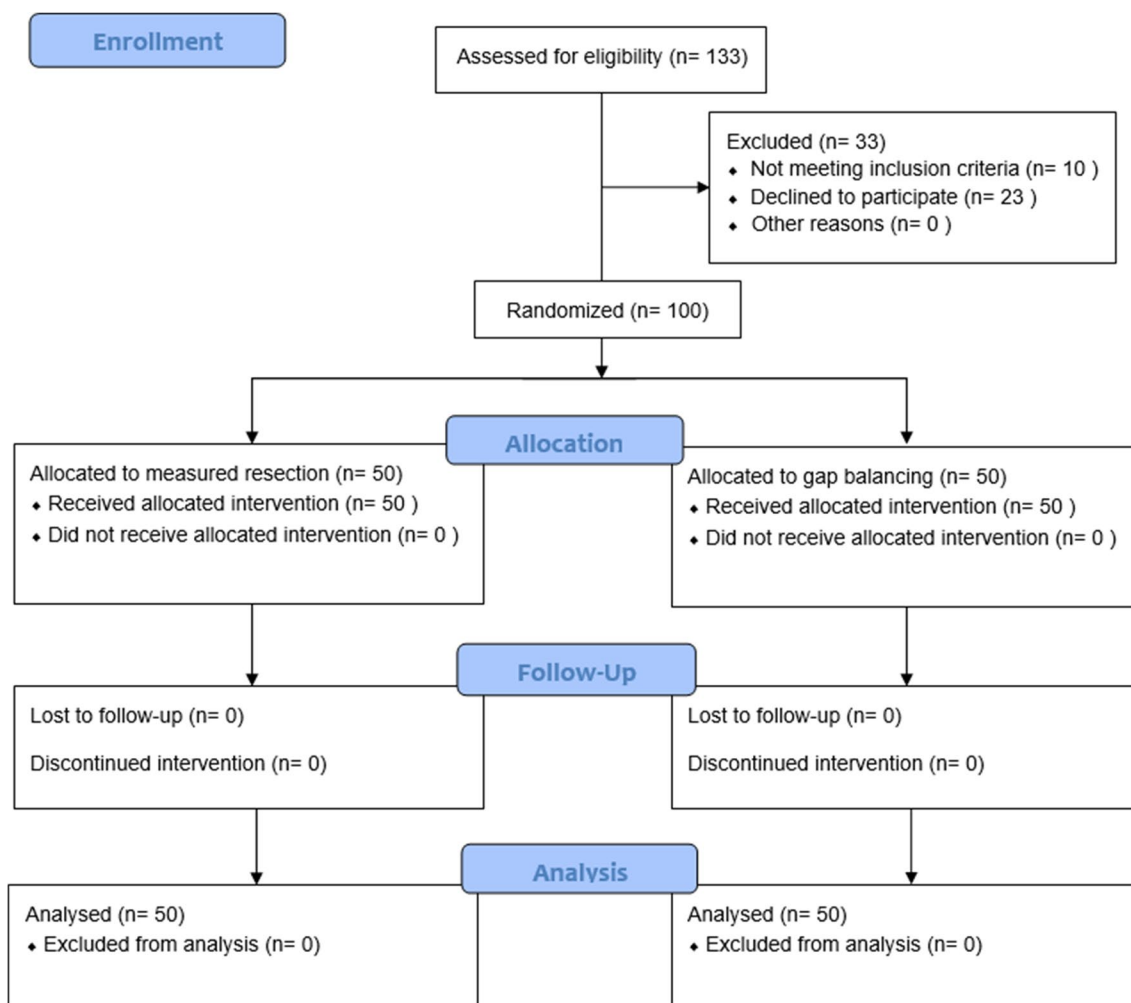 Enrollment
Assessed for eligibility (n= 133)
Excluded (n= 33)
⬥ Not meeting inclusion criteria (n= 10 )
⬥ Declined to participate (n= 23 )
⬥ Other reasons (n= 0 )
Randomized (n= 100)
Allocation
Allocated to measured resection (n= 50)
⬥ Received allocated intervention (n= 50 )
⬥ Did not receive allocated intervention (n= 0 )
Allocated to gap balancing (n= 50)
⬥ Received allocated intervention (n= 50 )
⬥ Did not receive allocated intervention (n= 0 )
Follow-Up
Lost to follow-up (n= 0)
Discontinued intervention (n= 0)
Lost to follow-up (n= 0)
Discontinued intervention (n= 0)
Analysis
Analysed (n= 50)
⬥ Excluded from analysis (n= 0)
Analysed (n= 50)
⬥ Excluded from analysis (n= 0)